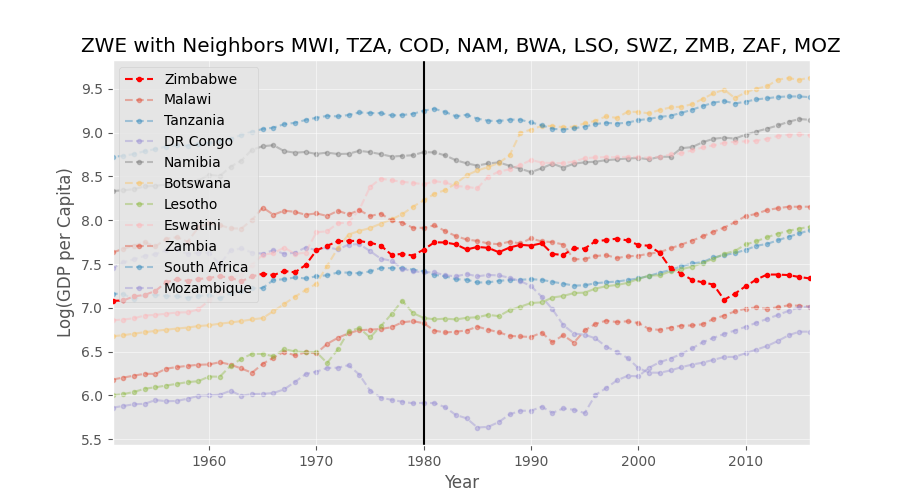 ZWE with Neighbors MWI, TZA, COD, NAM, BWA, LSO, SWZ, ZMB, ZAF, MOZ
Log(GDP per Capita)
9.5
9.0
8.5
8.0
7.5
7.0
6.5
6.0
5.5
Zimbabwe
Malawi
Tanzania
DR Congo
Namibia
Botswana
Lesotho
Eswatini
Zambia
South Africa
Mozambique
1960 1970 1980 1990 2000 2010
Year